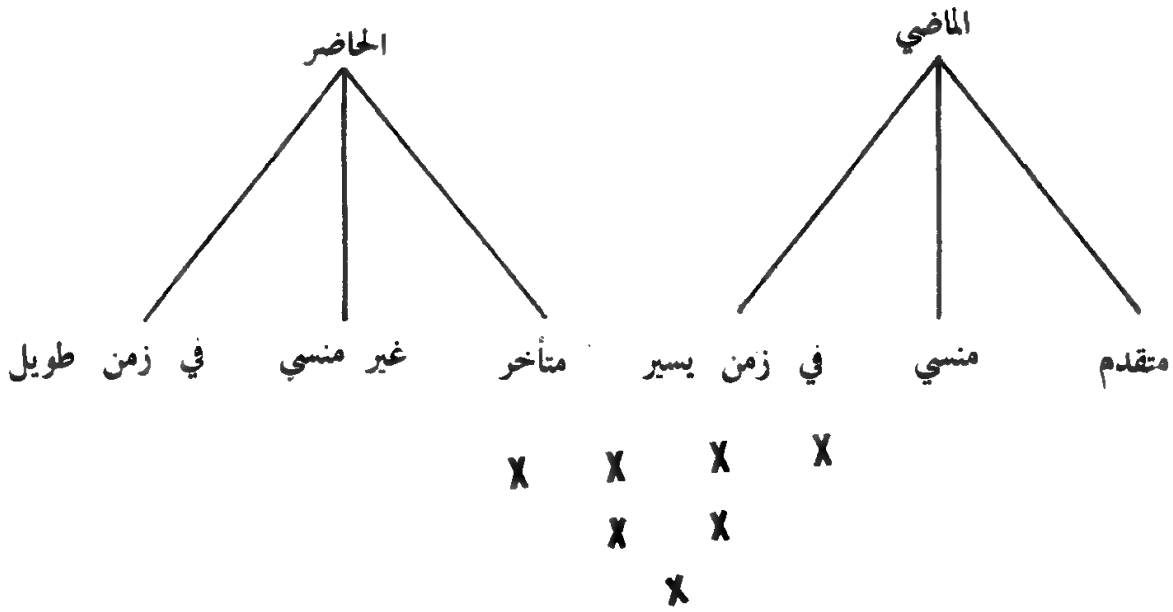 الماضي الحاضر
متقدم منسي في زمن يسير متأخر غير منسي في زمن طويل
X X X X
X X
X